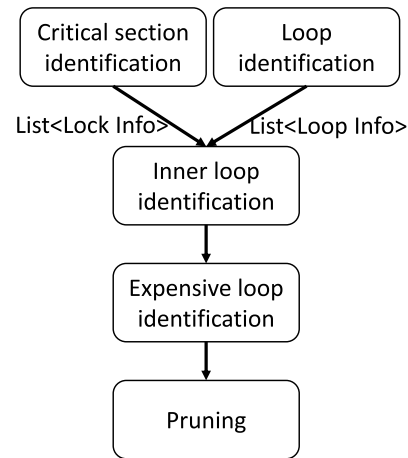 Critical section
identification
Loop
identification
List<Lock Info>
List<Loop Info>
Inner loop
identification
Expensive loop
identification
Pruning